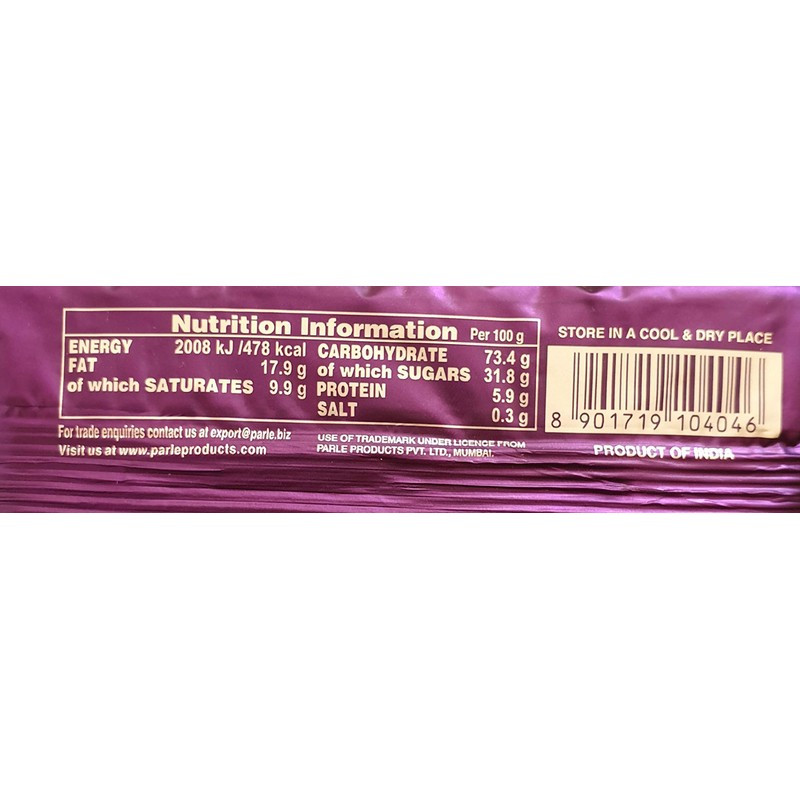 Nutrition Information Per 100 g
ENERGY 2008 kJ /478 kcal
FAT 17.9 g
of which SATURATES 9.9 g
CARBOHYDRATE 73.4 g
of which SUGARS 31.8 g
PROTEIN 5.9 g
SALT 0.3 g
For trade enquiries contact us at export@parle.biz
Visit us at www.parleproducts.com
USE OF TRADEMARK UNDER LICENCE FROM
PARLE PRODUCTS PVT. LTD., MUMBAI.
STORE IN A COOL & DRY PLACE
8 901719 104046
PRODUCT OF INDIA